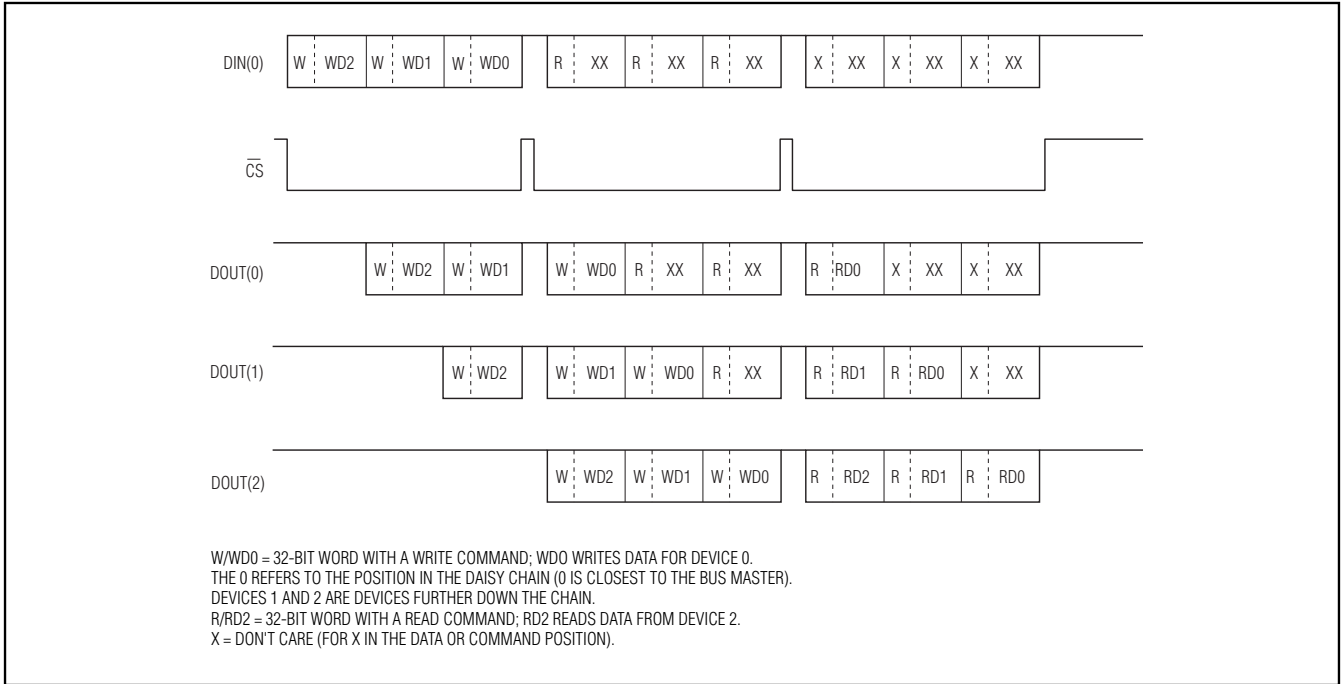 DIN(0) W WD2 W WD1 W WD0 R XX R XX R XX X XX X XX X XX
CS
DOUT(0) W WD2 W WD1 W WD0 R XX R XX R RD0 X XX X XX
DOUT(1) W WD2 W WD1 W WD0 R XX R RD1 R RD0 X XX
DOUT(2) W WD2 W WD1 W WD0 R RD2 R RD1 R RD0
W/WD0 = 32-BIT WORD WITH A WRITE COMMAND; WDO WRITES DATA FOR DEVICE 0.
THE 0 REFERS TO THE POSITION IN THE DAISY CHAIN (0 IS CLOSEST TO THE BUS MASTER).
DEVICES 1 AND 2 ARE DEVICES FURTHER DOWN THE CHAIN.
R/RD2 = 32-BIT WORD WITH A READ COMMAND; RD2 READS DATA FROM DEVICE 2.
X = DON'T CARE (FOR X IN THE DATA OR COMMAND POSITION).